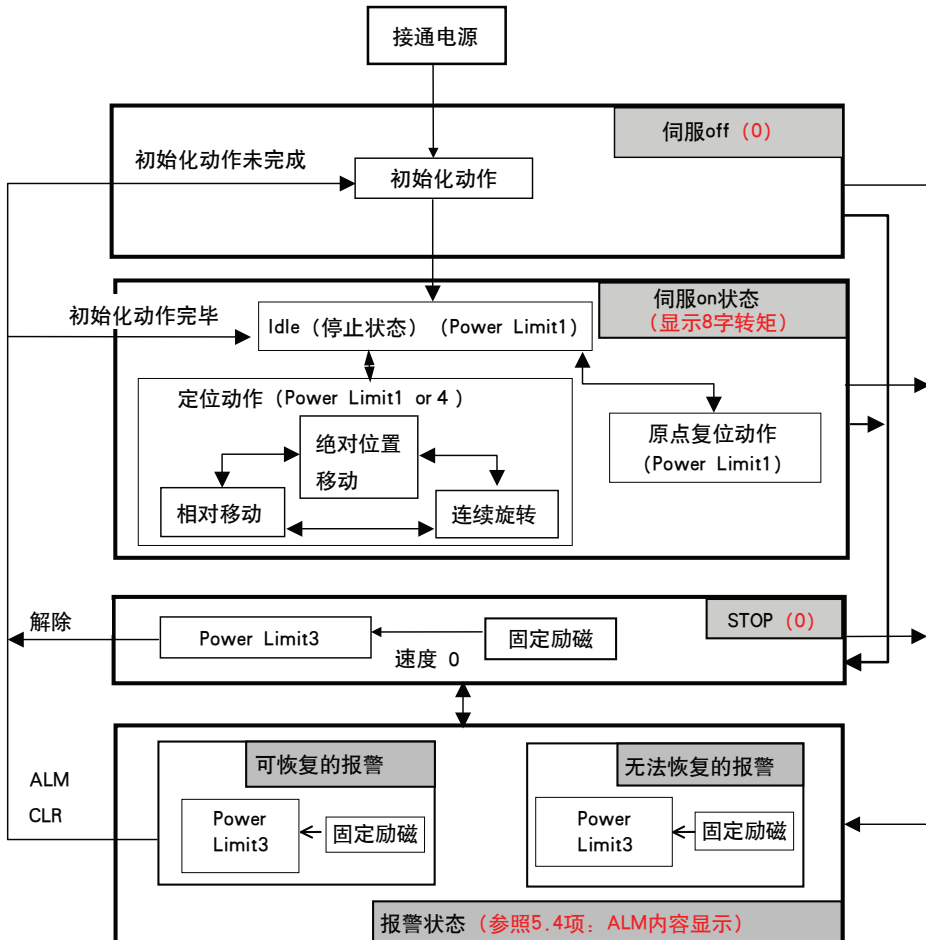 接通电源
伺服off（0）
初始化动作未完成
初始化动作
伺服on状态
（显示8字转矩）
初始化动作完毕
Idle（停止状态）（Power Limit1）
定位动作（Power Limit1 or 4）
绝对位置
移动
原点复位动作
（Power Limit1）
相对移动
连续旋转
解除
STOP（0）
Power Limit3
固定励磁
速度 0
可恢复的报警
无法恢复的报警
ALM
CLR
Power
Limit3
固定励磁
Power
Limit3
固定励磁
报警状态（参照5.4项：ALM内容显示）